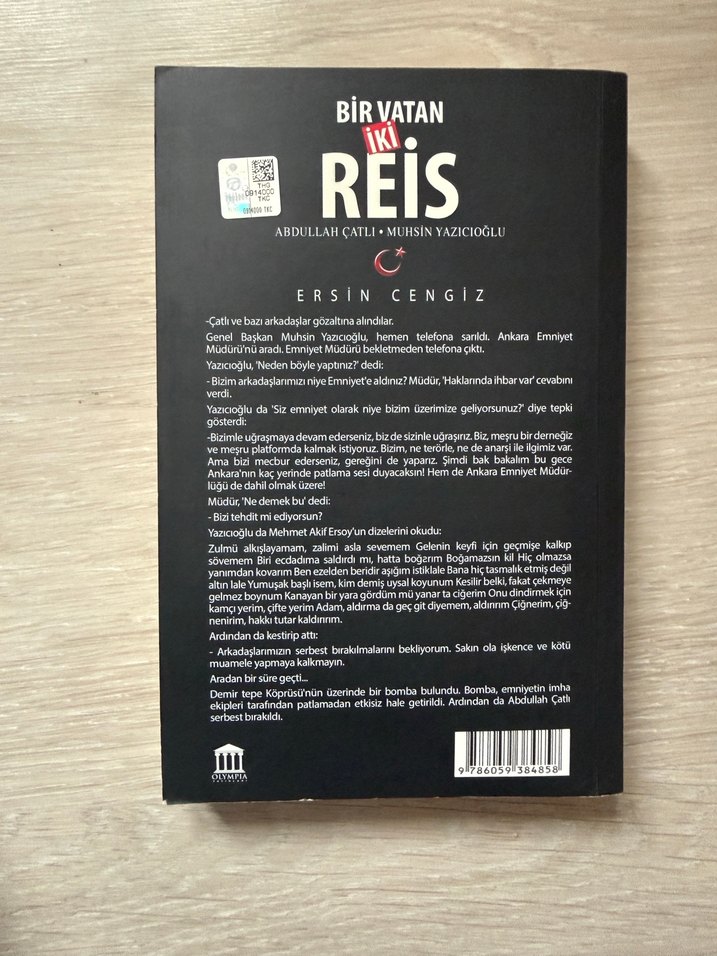 BİR VATAN
İKİ
REİS
THG
0914000
TKC
0914000 TKC
ABDULLAH ÇATLI • MUHSİN YAZICIOĞLU
ERSİN CENGİZ
-Çatlı ve bazı arkadaşlar gözaltına alındılar.
Genel Başkan Muhsin Yazıcıoğlu, hemen telefona sarıldı. Ankara Emniyet
Müdürü'nü aradı. Emniyet Müdürü bekletmeden telefona çıktı.
Yazıcıoğlu, 'Neden böyle yaptınız?' dedi:
- Bizim arkadaşlarımızı niye Emniyet'e aldınız? Müdür, 'Haklarında ihbar var' cevabını
verdi.
Yazıcıoğlu da 'Siz emniyet olarak niye bizim üzerimize geliyorsunuz?' diye tepki
gösterdi:
-Bizimle uğraşmaya devam ederseniz, biz de sizinle uğraşırız. Biz, meşru bir derneğiz
ve meşru platformda kalmak istiyoruz. Bizim, ne terörle, ne de anarşi ile ilgimiz var.
Ama bizi mecbur ederseniz, gereğini de yaparız. Şimdi bak bakalım bu gece
Ankara'nın kaç yerinde patlama sesi duyacaksın! Hem de Ankara Emniyet Müdür-
lüğü de dahil olmak üzere!
Müdür, 'Ne demek bu' dedi:
- Bizi tehdit mi ediyorsun?
Yazıcıoğlu da Mehmet Akif Ersoy'un dizelerini okudu:
Zulmü alkışlayamam, zalimi asla sevemem Gelenin keyfi için geçmişe kalkıp
sövemem Biri ecdadıma saldırdı mı, hatta boğarım Boğamazsın kil Hiç olmazsa
yanımdan kovarım Ben ezelden beridir aşığım istiklale Bana hiç tasmalık etmiş değil
altın lale Yumuşak başlı isem, kim demiş uysal koyunum Kesilir belki, fakat çekmeye
gelmez boynum Kanayan bir yara gördüm mü yanar ta ciğerim Onu dindirmek için
kamçı yerim, çifte yerim Adam, aldırma da geç git diyemem, aldırırım Çiğnerim, çiğ-
nenirim, hakkı tutar kaldırırım.
Ardından da kestirip attı:
- Arkadaşlarımızın serbest bırakılmalarını bekliyorum. Sakın ola işkence ve kötü
muamele yapmaya kalkmayın.
Aradan bir süre geçti...
Demir tepe Köprüsü'nün üzerinde bir bomba bulundu. Bomba, emniyetin imha
ekipleri tarafından patlamadan etkisiz hale getirildi. Ardından da Abdullah Çatlı
serbest bırakıldı.
OLYMPIA
YAYINLARI
9 786059 384858